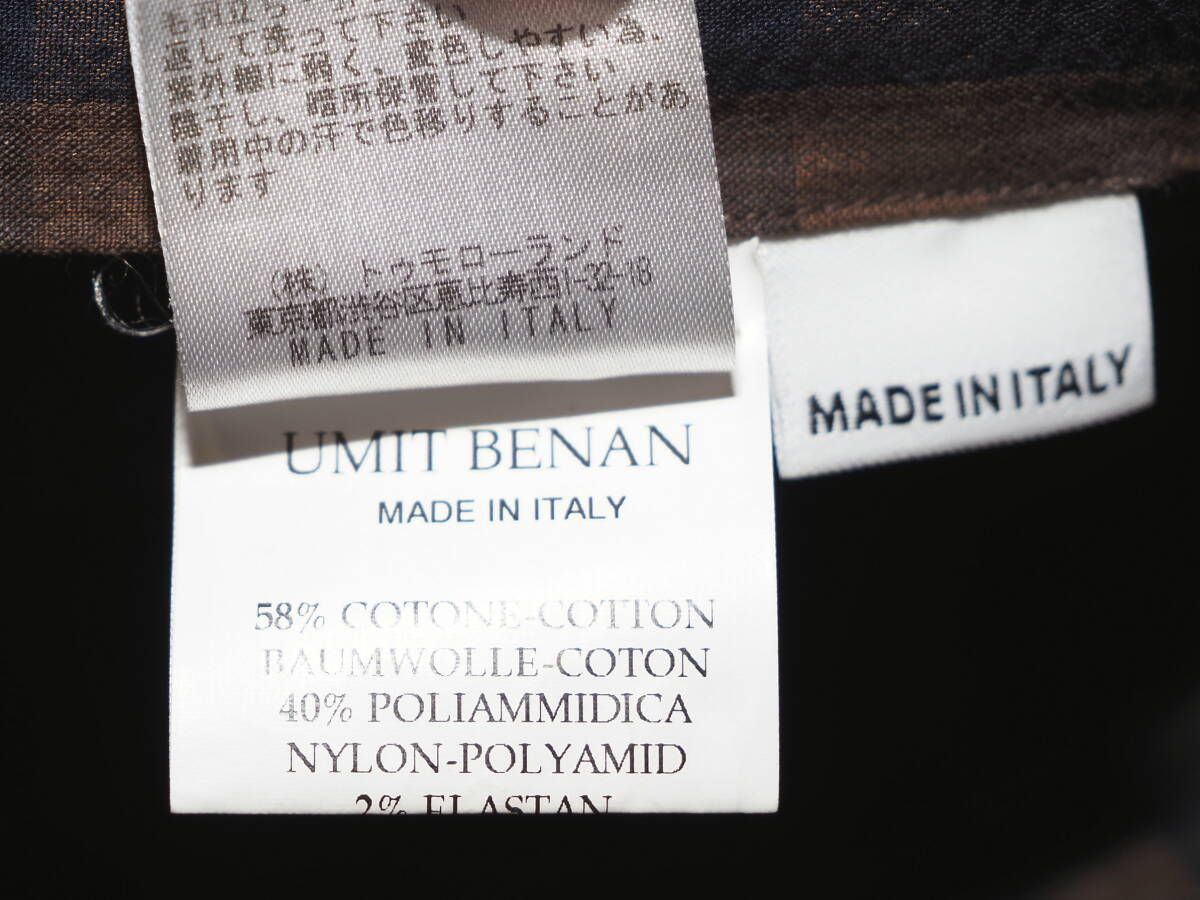 返して洗って下さい
紫外線に弱く、変色しやすい為、
陰干し、暗所保管して下さい
着用中の汗で色移りすることがあ
ります
（株）トゥモローランド
東京都渋谷区恵比寿西1-32-18
MADE IN ITALY
MADE IN ITALY
UMIT BENAN
MADE IN ITALY
58% COTONE-COTTON
BAUMWOLLE-COTON
40% POLIAMMIDICA
NYLON-POLYAMID
2% ELASTAN